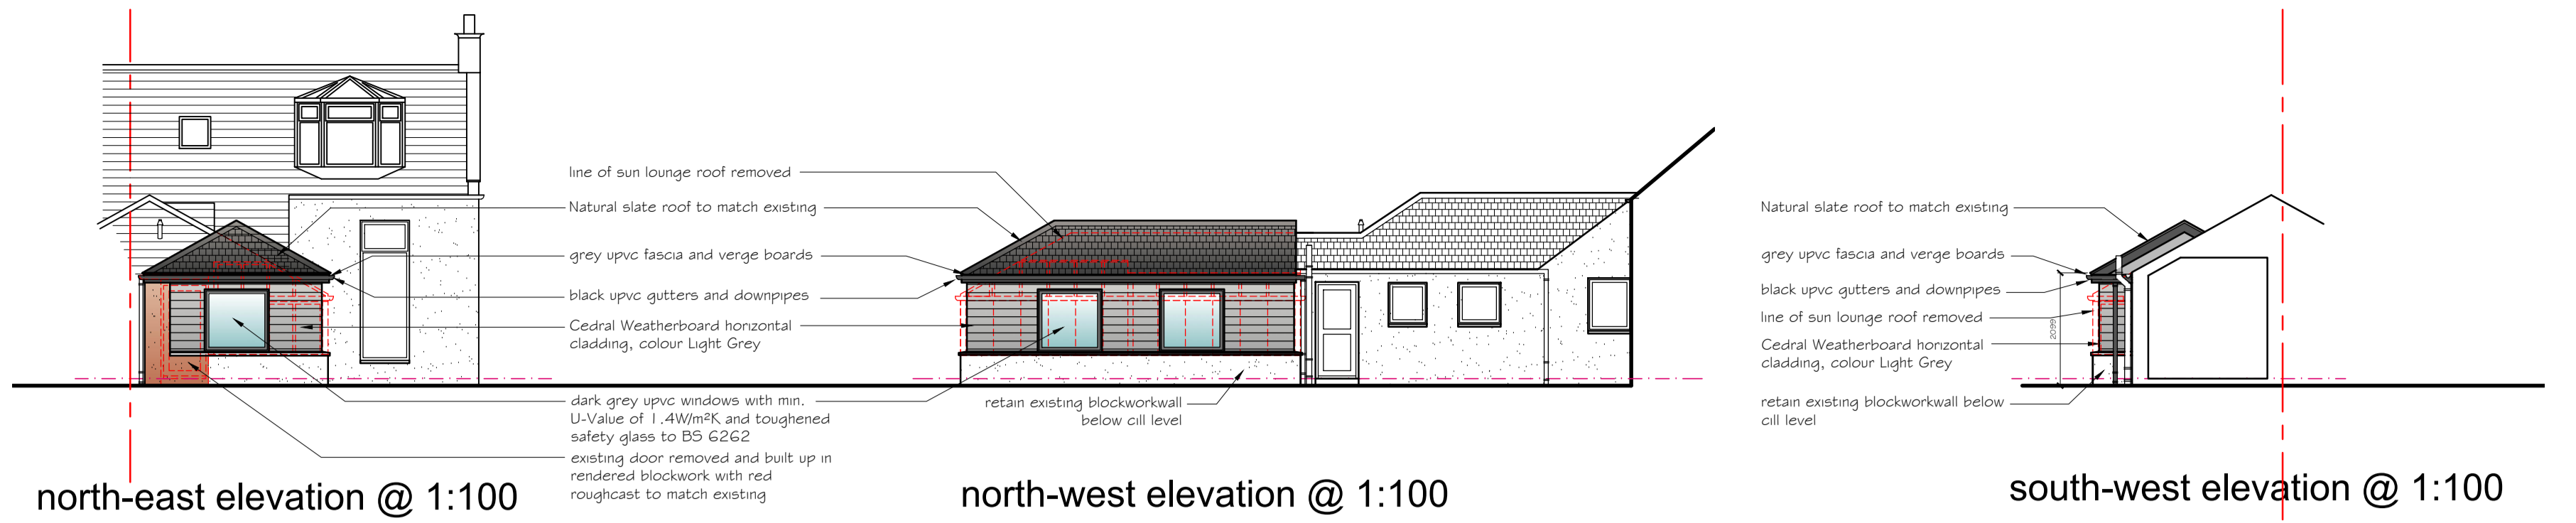 line of sun lounge roof removed
Natural slate roof to match existing
grey upvc fascia and verge boards
black upvc gutters and downpipes
Cedral Weatherboard horizontal
cladding, colour Light Grey
dark grey upvc windows with min.
U-Value of 1.4W/m²K and toughened
safety glass to BS 6262
existing door removed and built up in
rendered blockwork with red
roughcast to match existing
north-east elevation @ 1:100
retain existing blockworkwall
below cill level
north-west elevation @ 1:100
Natural slate roof to match existing
grey upvc fascia and verge boards
black upvc gutters and downpipes
line of sun lounge roof removed
Cedral Weatherboard horizontal
cladding, colour Light Grey
retain existing blockworkwall below
cill level
2099
south-west elevation @ 1:100